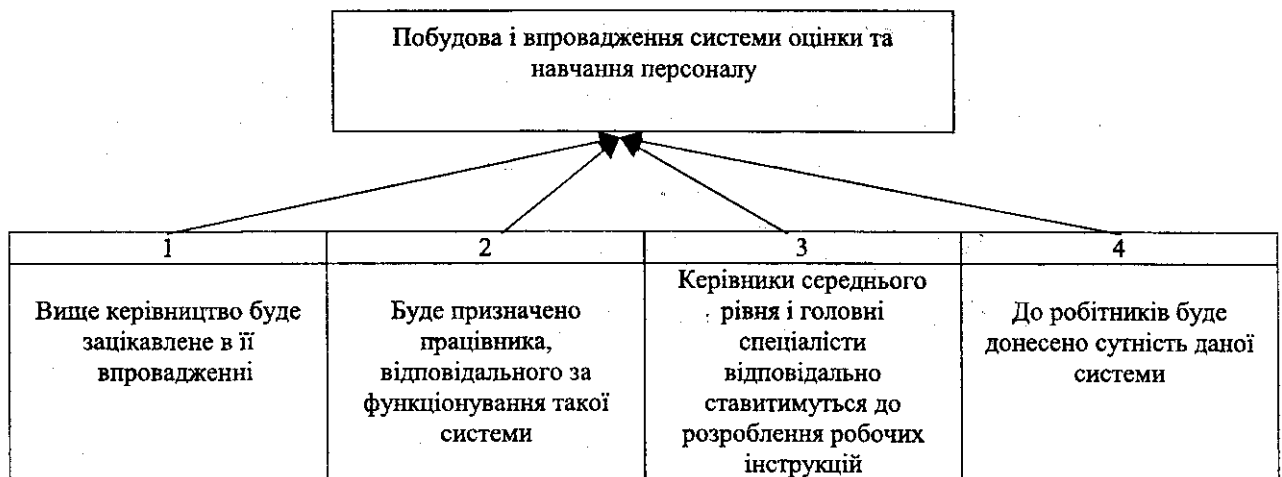 Побудова і впровадження системи оцінки та
навчання персоналу
1
2
3
4
Вище керівництво буде
зацікавлене в її
впровадженні
Буде призначено
працівника,
відповідального за
функціонування такої
системи
Керівники середнього
рівня і головні
спеціалісти
відповідально
ставитимуться до
розроблення робочих
інструкцій
До робітників буде
донесено сутність даної
системи